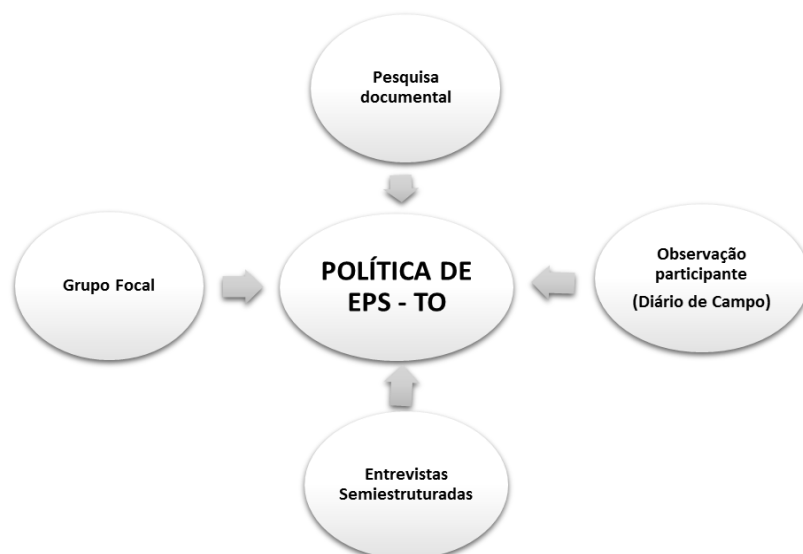 Pesquisa
documental
Grupo Focal
POLÍTICA DE
EPS - TO
Observação
participante
(Diário de Campo)
Entrevistas
Semiestruturadas